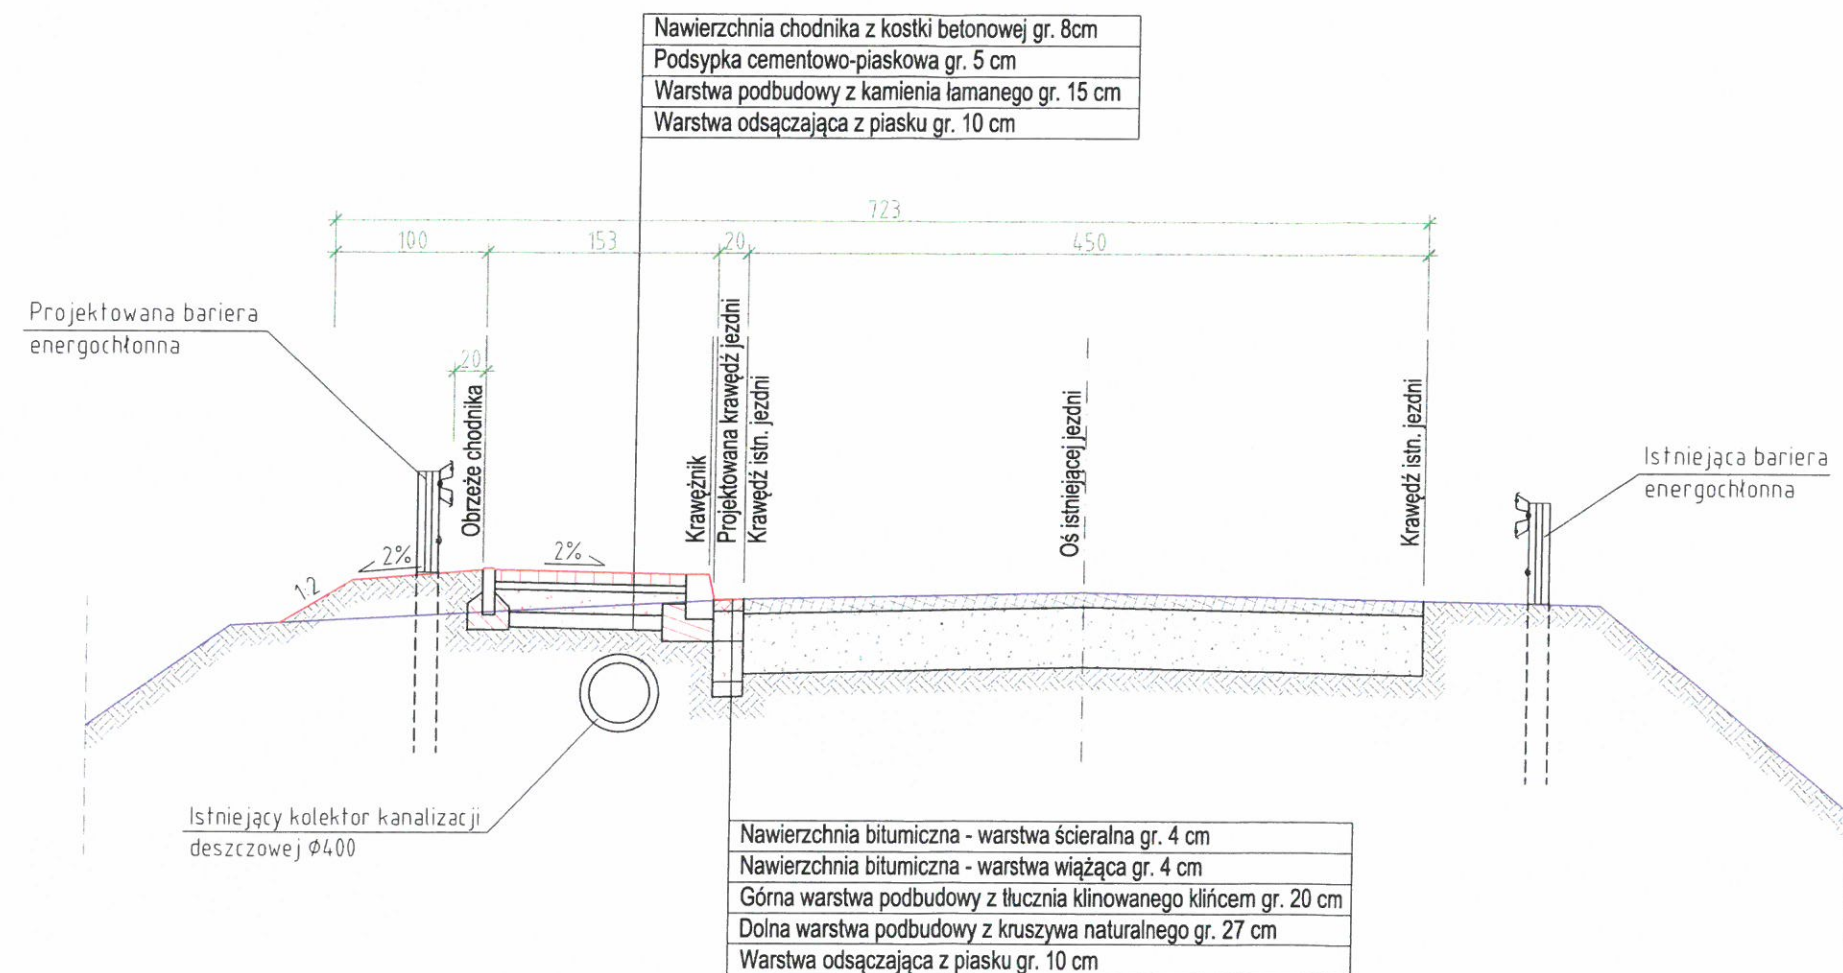 Nawierzchnia chodnika z kostki betonowej gr. 8cm
Podsypka cementowo-piaskowa gr. 5 cm
Warstwa podbudowy z kamienia łamanego gr. 15 cm
Warstwa odsączająca z piasku gr. 10 cm
723
100
153
20
450
Projektowana bariera
energochłonna
20
Obrzeże chodnika
Krawężnik
Projektowana krawędź jezdni
Krawędź istn. jezdni
Oś istniejącej jezdni
Krawędź istn. jezdni
Istniejąca bariera
energochłonna
1:2
2%
2%
Istniejący kolektor kanalizacji
deszczowej Ø400
Nawierzchnia bitumiczna - warstwa ścieralna gr. 4 cm
Nawierzchnia bitumiczna - warstwa wiążąca gr. 4 cm
Górna warstwa podbudowy z tłucznia klinowanego klińcem gr. 20 cm
Dolna warstwa podbudowy z kruszywa naturalnego gr. 27 cm
Warstwa odsączająca z piasku gr. 10 cm